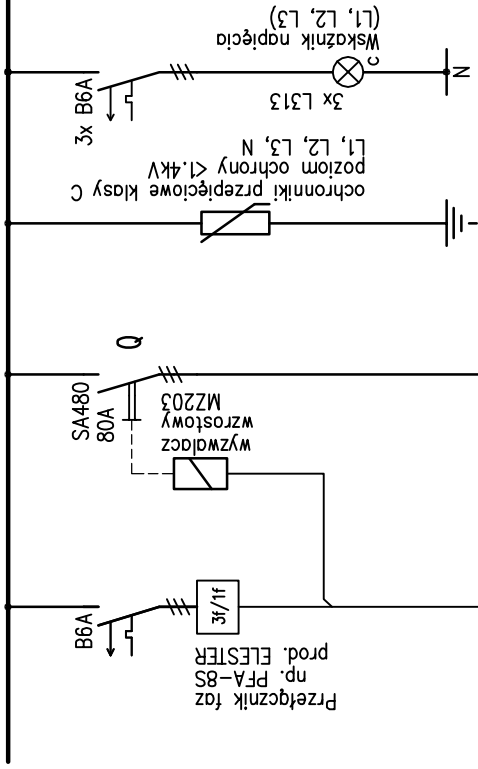 Wskaźnik napięcia
(L1, L2, L3)
3x B6A
3x L313
c
N
ochronniki przepięciowe klasy C
poziom ochrony <1.4kV
L1, L2, L3, N
Q
SA480
80A
wyzwalacz
wzrostowy
MZ203
B6A
3f/1f
Przełącznik faz
np. PFA-8S
prod. ELESTER